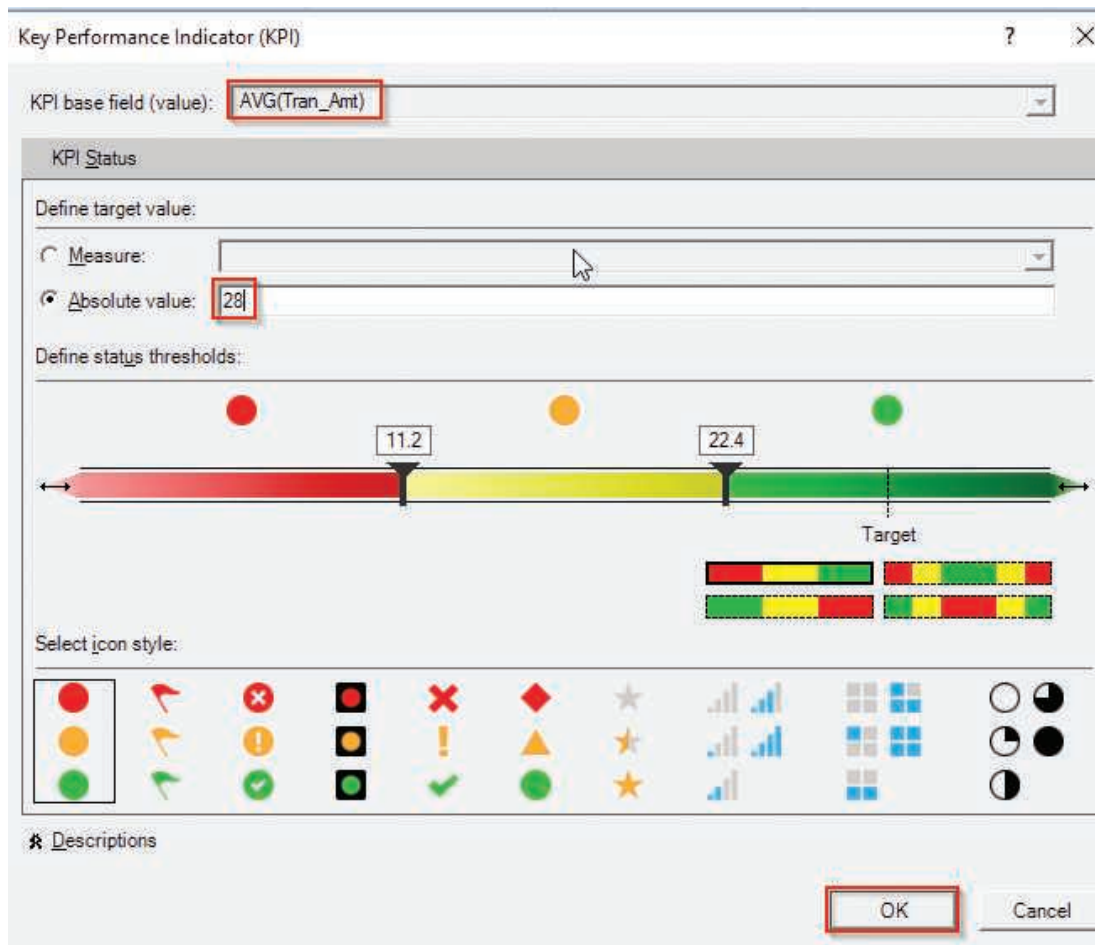 Key Performance Indicator (KPI) ?
KPI base field (value): AVG(Tran_Amt)
KPI Status
Define target value:
Measure:
Absolute value: 28
Define status thresholds:
11.2 22.4
Target
Select icon style:
Descriptions
OK Cancel